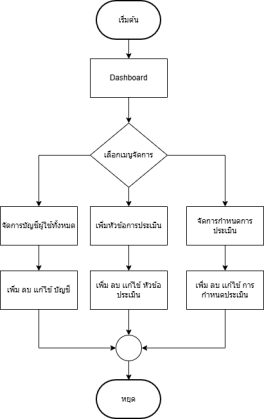 เริ่มต้น
Dashboard
เลือกเมนูจัดการ
จัดการบัญชีผู้ใช้ทั้งหมด
เพิ่มหัวข้อการประเมิน
จัดการกำหนดการ
ประเมิน
เพิ่ม ลบ แก้ไข้ บัญชี
เพิ่ม ลบ แก้ไข้ หัวข้อ
ประเมิน
เพิ่ม ลบ แก้ไข้ การ
กำหนดประเมิน
หยุด